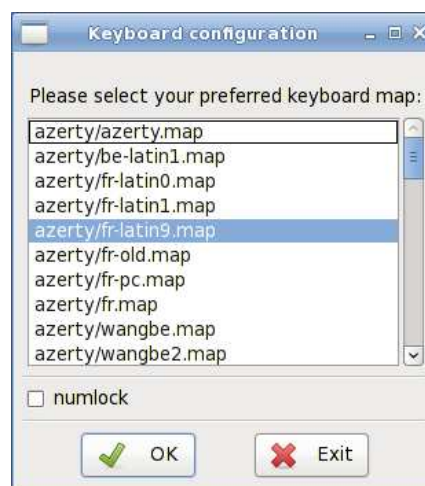 Keyboard configuration
Please select your preferred keyboard map:
azerty/azerty.map
azerty/be-latin1.map
azerty/fr-latin0.map
azerty/fr-latin1.map
azerty/fr-latin9.map
azerty/fr-old.map
azerty/fr-pc.map
azerty/fr.map
azerty/wangbe.map
azerty/wangbe2.map
numlock
OK Exit